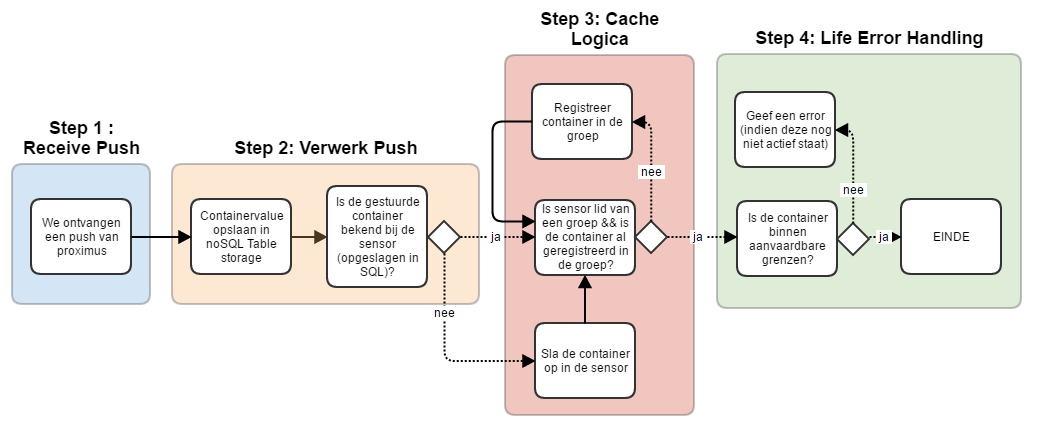 Step 1 :
Receive Push
We ontvangen
een push van
proximus
Step 2: Verwerk Push
Containervalue
opslaan in
noSQL Table
storage
Is de gestuurde
container
bekend bij de
sensor
(opgeslagen in
SQL)?
ja
nee
Step 3: Cache
Logica
Registreer
container in de
groep
nee
Is sensor lid van
een groep && is
de container al
geregistreerd in
de groep?
ja
Sla de container
op in de sensor
Step 4: Life Error Handling
Geef een error
(indien deze nog
niet actief staat)
nee
Is de container
binnen
aanvaardbare
grenzen?
ja
EINDE